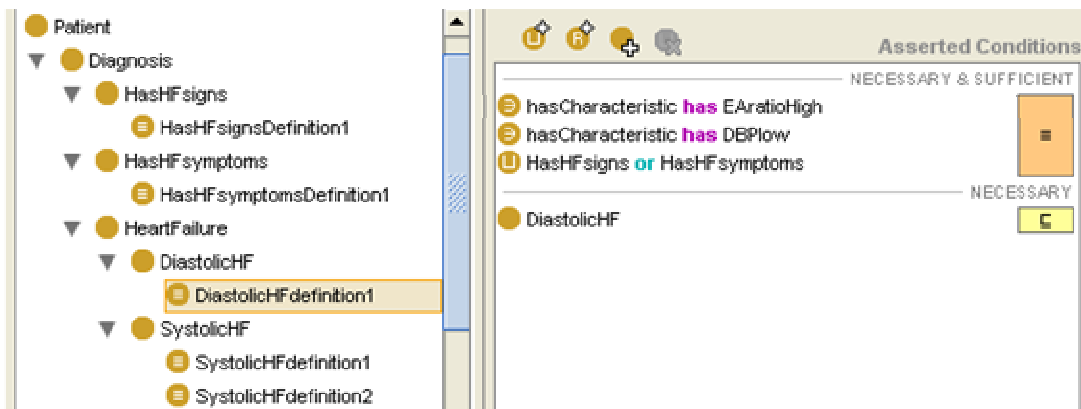 Patient
Diagnosis
HasHFsigns
HasHFsignsDefinition1
HasHFsymptoms
HasHFsymptomsDefinition1
HeartFailure
DiastolicHF
DiastolicHFdefinition1
SystolicHF
SystolicHFdefinition1
SystolicHFdefinition2
Asserted Conditions
NECESSARY & SUFFICIENT
hasCharacteristic has EAratioHigh
hasCharacteristic has DBPlow
HasHFsigns or HasHFsymptoms
NECESSARY
DiastolicHF